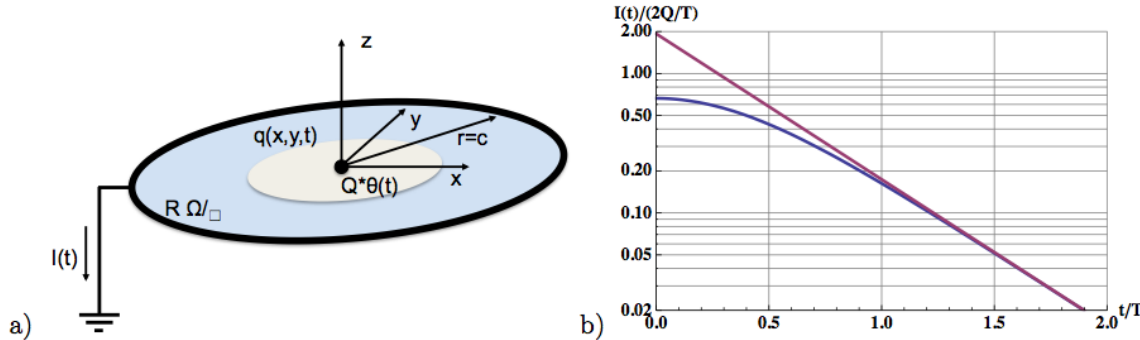 z
y
q(x,y,t)
r=c
x
Q*θ(t)
R Ω/□
I(t)
a)
I(t)/(2Q/T)
2.00
1.00
0.50
0.20
0.10
0.05
0.02
0.0
0.5
1.0
1.5
2.0
t/T
b)